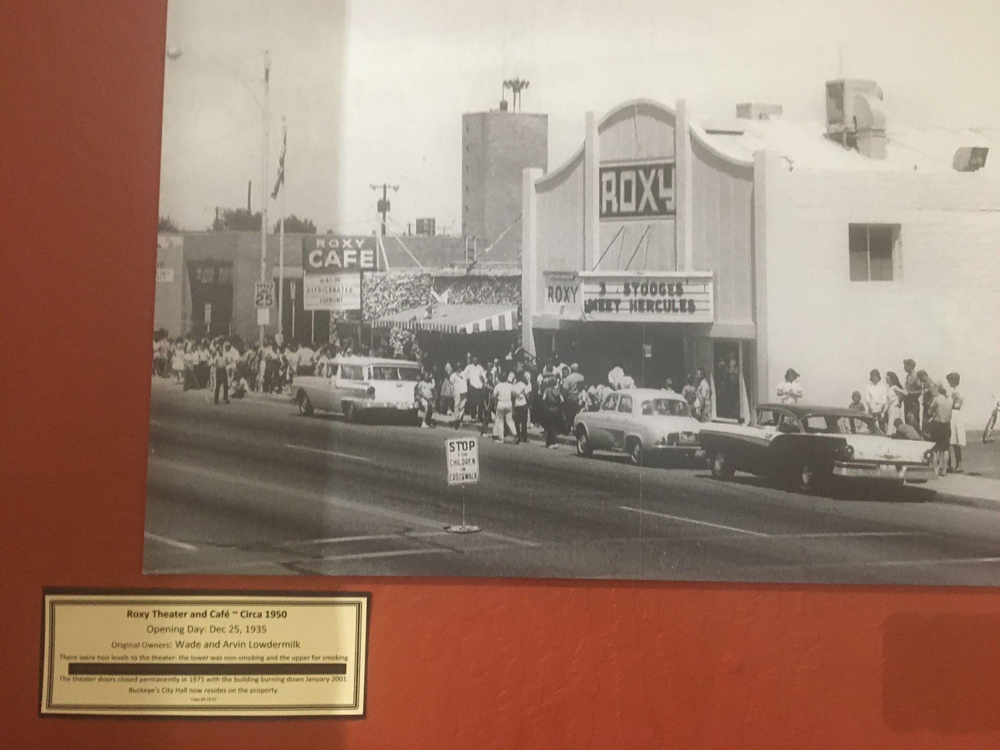 ROXY
ROXY
CAFE
SEAT IN
REFRIGERATED
COMFORT
SPEED
LIMIT
25
ROXY
3 STOOGES
MEET HERCULES
STOP
FOR
CHILDREN
IN
CROSSWALK
Roxy Theater and Café ~ Circa 1950
Opening Day: Dec 25, 1935
Original Owners: Wade and Arvin Lowdermilk
There were two levels to the theater: the lower was non-smoking and the upper for smoking.
The theater doors closed permanently in 1971 with the building burning down January 2001.
Buckeye's City Hall now resides on the property.